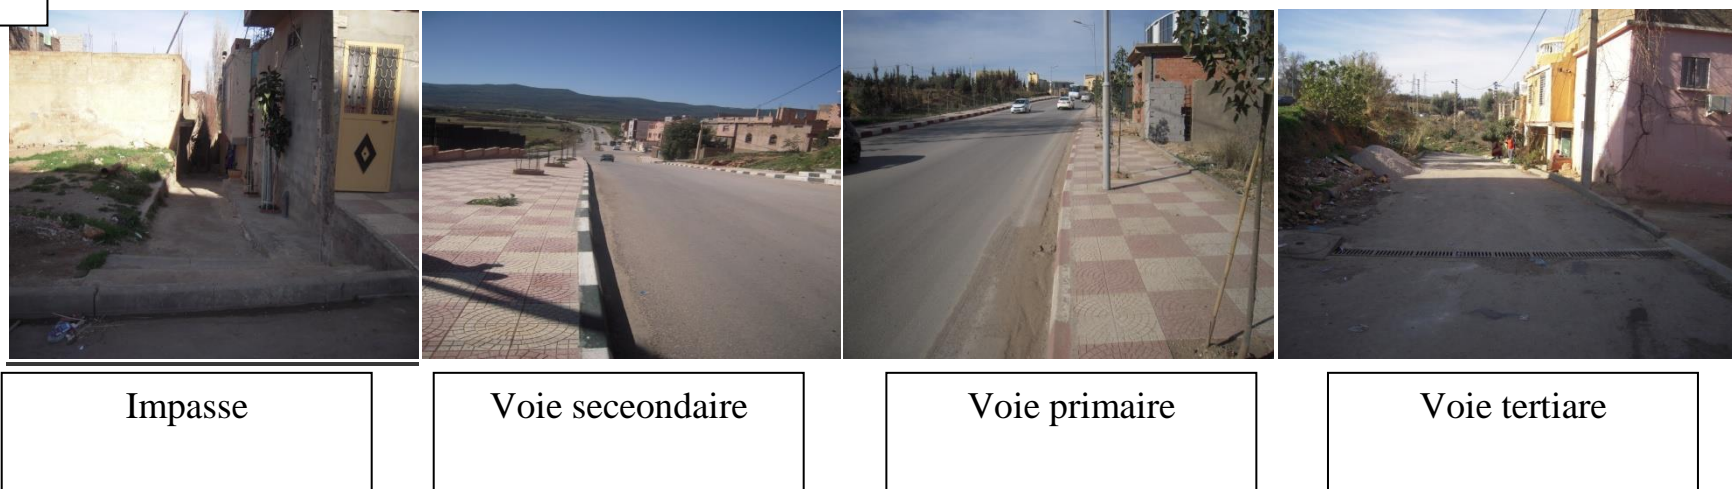 Impasse
Voie seceondaire
Voie primaire
Voie tertiare